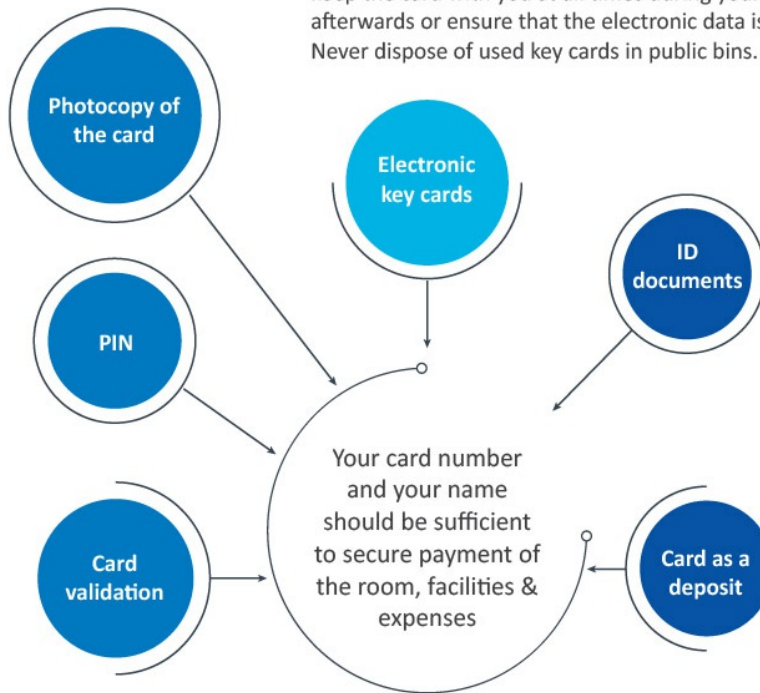 afterwards or ensure that the electronic data is
Never dispose of used key cards in public bins.
Photocopy of
the card
Electronic
key cards
ID
documents
PIN
Your card number
and your name
should be sufficient
to secure payment of
the room, facilities &
expenses
Card
validation
Card as a
deposit